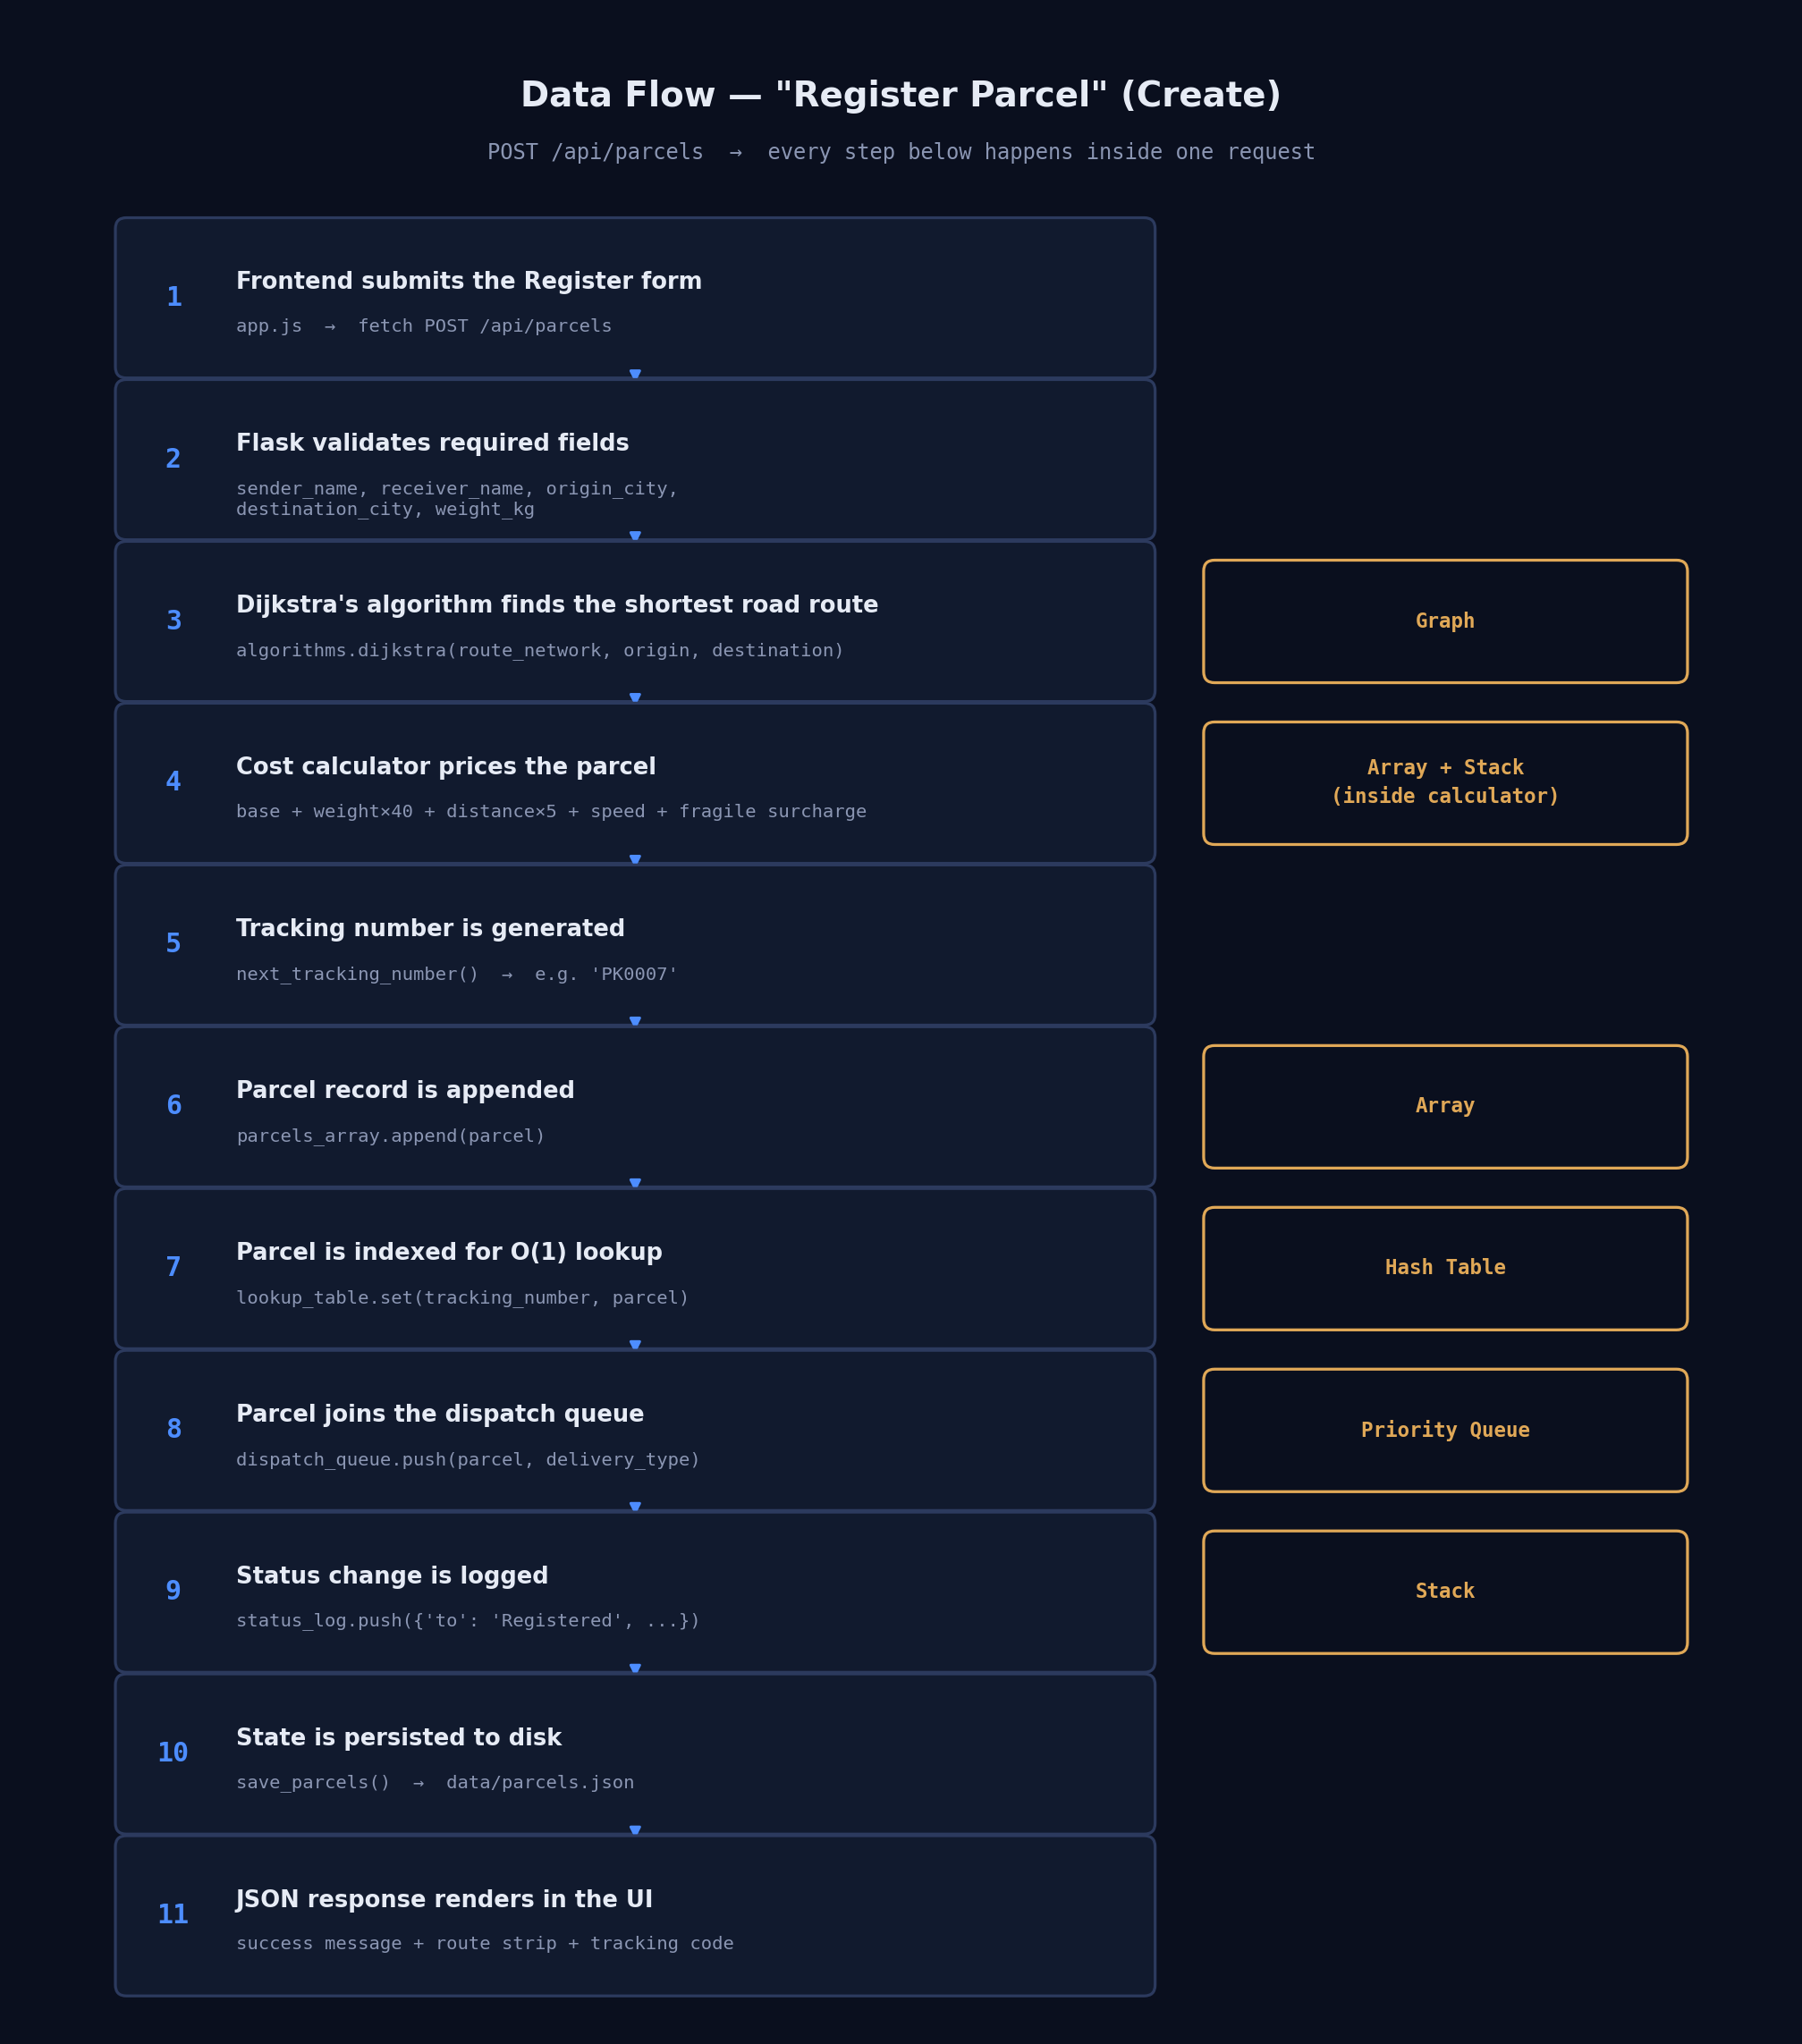 Data Flow — "Register Parcel" (Create)
POST /api/parcels → every step below happens inside one request
1
Frontend submits the Register form
app.js → fetch POST /api/parcels
2
Flask validates required fields
sender_name, receiver_name, origin_city,
destination_city, weight_kg
3
Dijkstra's algorithm finds the shortest road route
algorithms.dijkstra(route_network, origin, destination)
Graph
4
Cost calculator prices the parcel
base + weight×40 + distance×5 + speed + fragile surcharge
Array + Stack
(inside calculator)
5
Tracking number is generated
next_tracking_number() → e.g. 'PK0007'
6
Parcel record is appended
parcels_array.append(parcel)
Array
7
Parcel is indexed for O(1) lookup
lookup_table.set(tracking_number, parcel)
Hash Table
8
Parcel joins the dispatch queue
dispatch_queue.push(parcel, delivery_type)
Priority Queue
9
Status change is logged
status_log.push({'to': 'Registered', ...})
Stack
10
State is persisted to disk
save_parcels() → data/parcels.json
11
JSON response renders in the UI
success message + route strip + tracking code